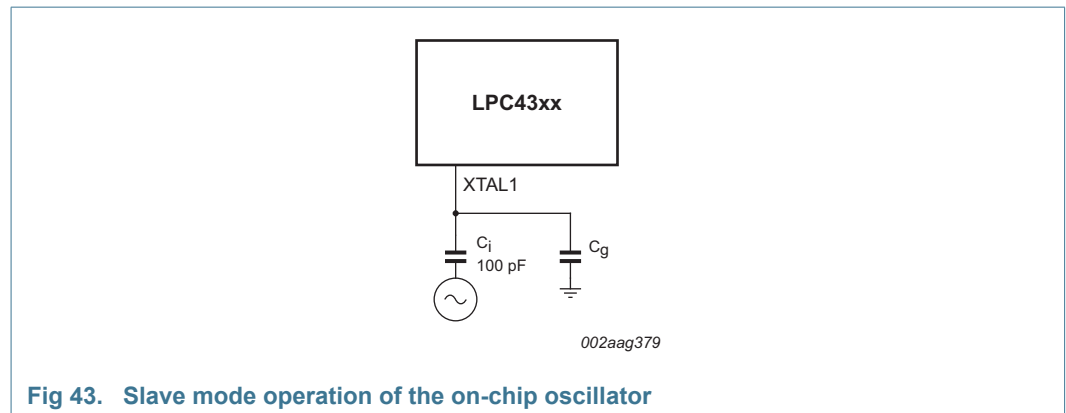 LPC43xx
XTAL1
Ci
100 pF
Cg
002aag379
Fig 43. Slave mode operation of the on-chip oscillator